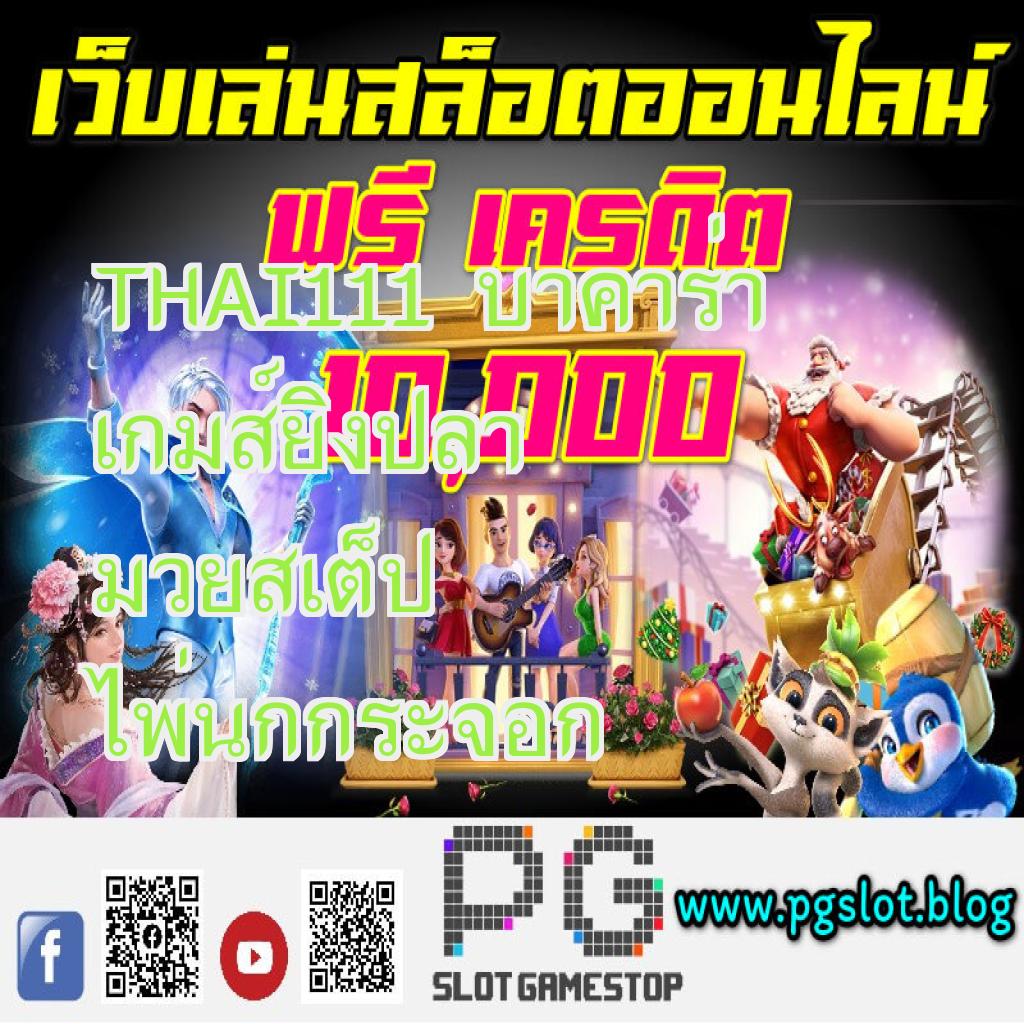 เว็บเล่นสล็อตออนไลน์
ฟรี เครดิต
THAI111 บาคาร่า
10,000
เกมส์ยิงปลา
มวยสเต็ป
ไพ่นกกระจอก
PG
SLOT GAMESTOP
www.pgslot.blog